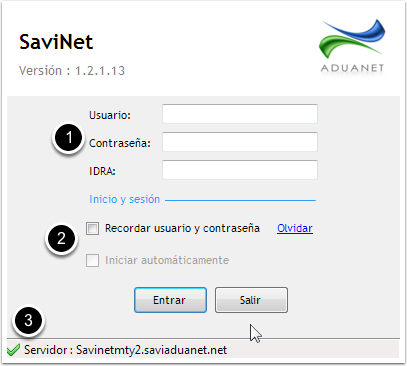 SaviNet
Versión : 1.2.1.13
ADUANET
Usuario:
1
Contraseña:
IDRA:
Inicio y sesión
2
Recordar usuario y contraseña Olvidar
Iniciar automáticamente
Entrar Salir
3
Servidor : Savinetmty2.saviaduanet.net